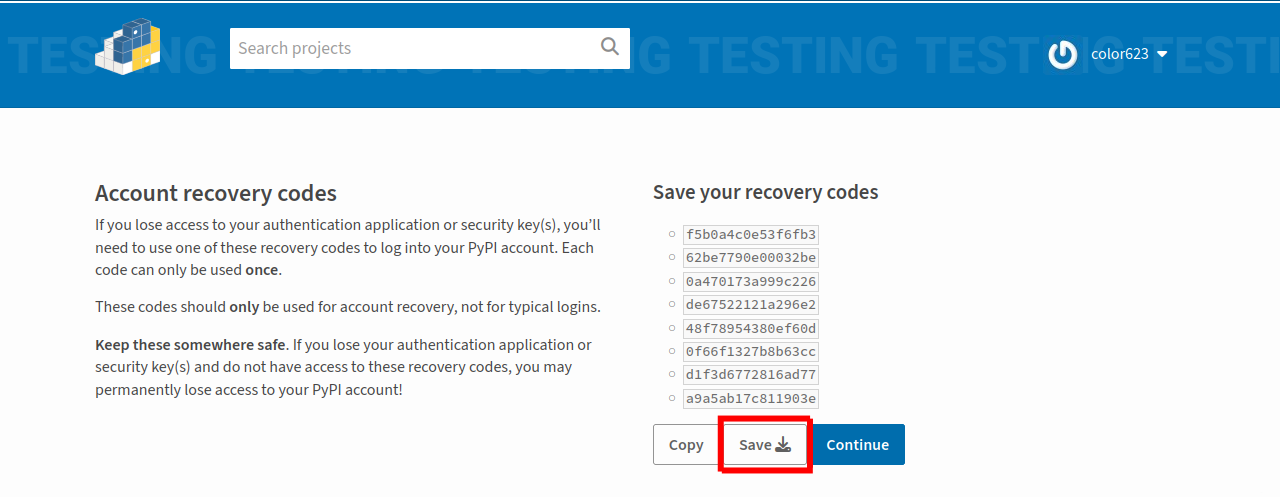 TESTING TESTING TESTING TESTING TESTING TESTI
Search projects
color623
Account recovery codes
If you lose access to your authentication application or security key(s), you’ll
need to use one of these recovery codes to log into your PyPI account. Each
code can only be used once.
These codes should only be used for account recovery, not for typical logins.
Keep these somewhere safe. If you lose your authentication application or
security key(s) and do not have access to these recovery codes, you may
permanently lose access to your PyPI account!
Save your recovery codes
f5b0a4c0e53f6fb3
62be7790e00032be
0a470173a999c226
de67522121a296e2
48f78954380ef60d
0f66f1327b8b63cc
d1f3d6772816ad77
a9a5ab17c811903e
Copy
Save
Continue